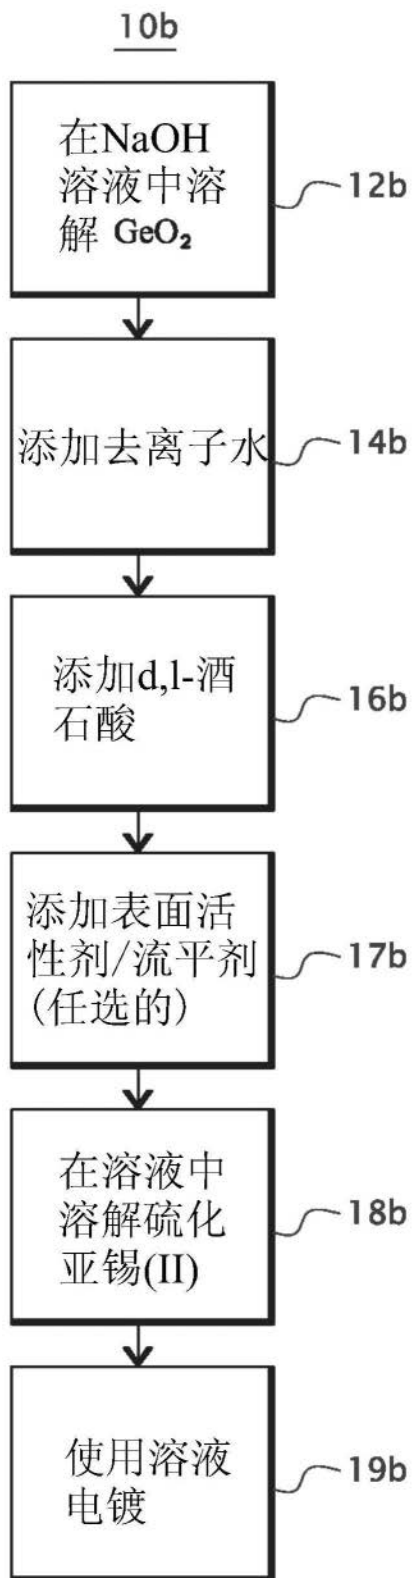 10b
在NaOH
溶液中溶
解 GeO₂
12b
添加去离子水
14b
添加d,l-酒
石酸
16b
添加表面活
性剂/流平剂
(任选的)
17b
在溶液中
溶解硫化
亚锡(II)
18b
使用溶液
电镀
19b